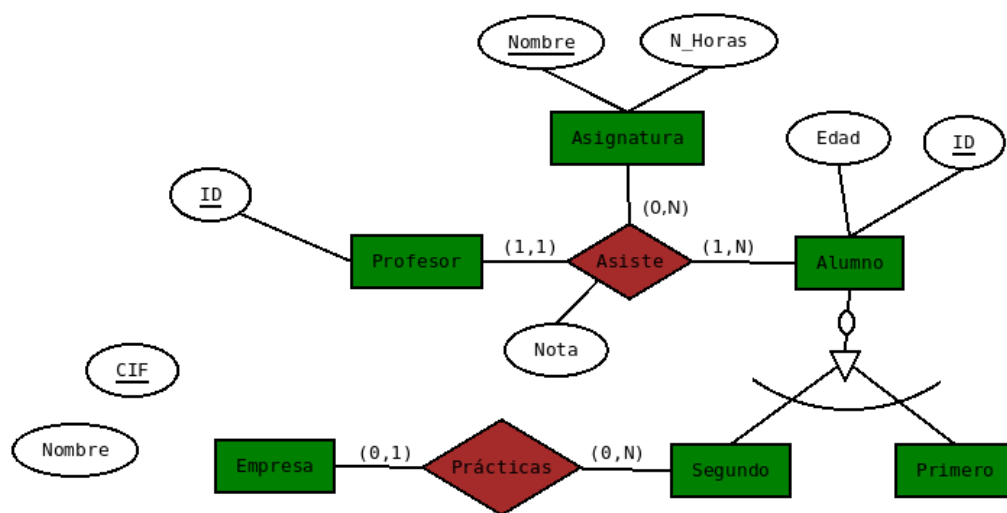 Nombre
N_Horas
Asignatura
Edad
ID
ID
(0,N)
Profesor
(1,1)
Asiste
(1,N)
Alumno
Nota
CIF
Nombre
Empresa
(0,1)
Prácticas
(0,N)
Segundo
Primero